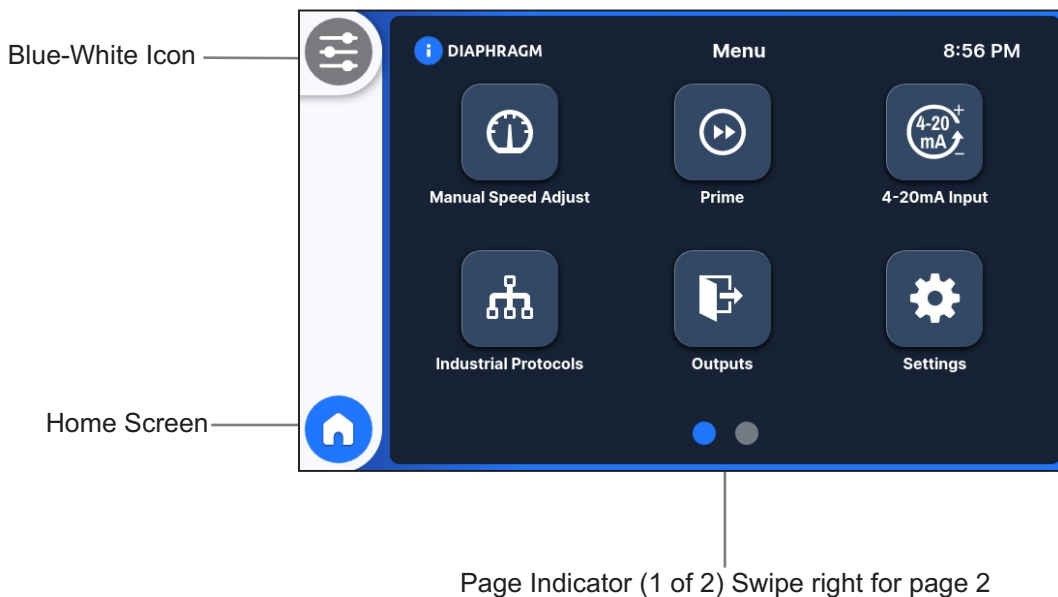 Blue-White Icon
i DIAPHRAGM Menu 8:56 PM
4-20 + mA -
Manual Speed Adjust Prime 4-20mA Input
Industrial Protocols Outputs Settings
Home Screen
Page Indicator (1 of 2) Swipe right for page 2